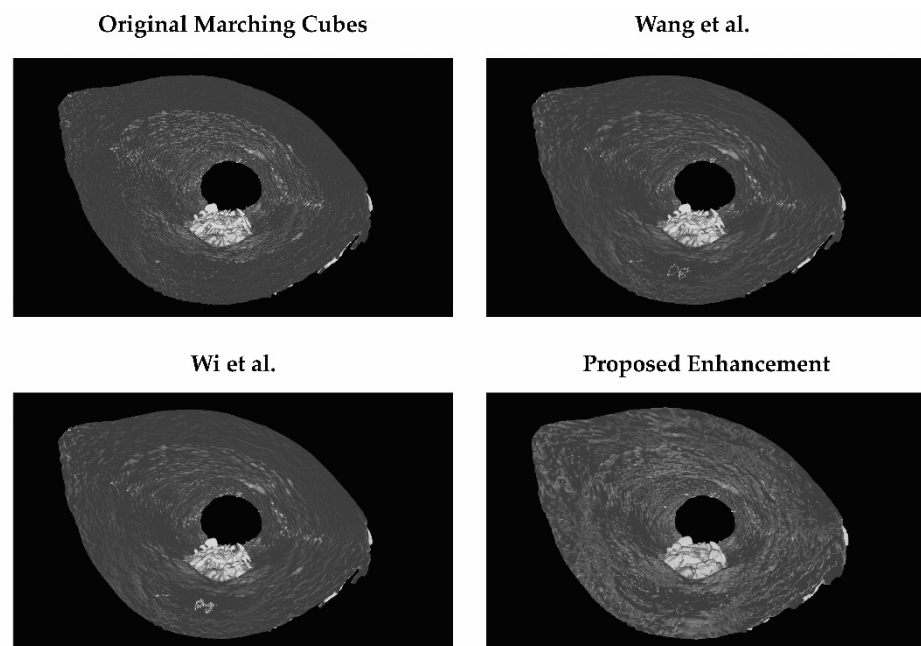 Original Marching Cubes
Wang et al.
Wi et al.
Proposed Enhancement